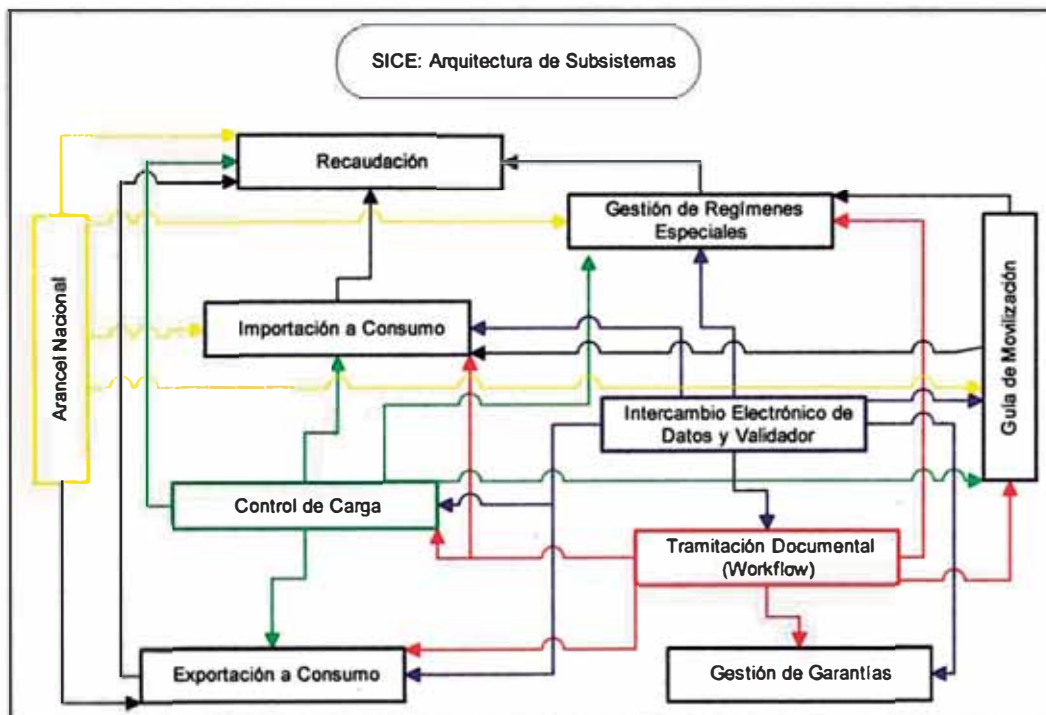 SICE: Arquitectura de Subsistemas
Recaudación
Gestión de Regímenes
Especiales
Arancel Nacional
Guía de Movilización
Importación a Consumo
Intercambio Electrónico de
Datos y Validador
Control de Carga
Tramitación Documental
(Workflow)
Exportación a Consumo
Gestión de Garantías